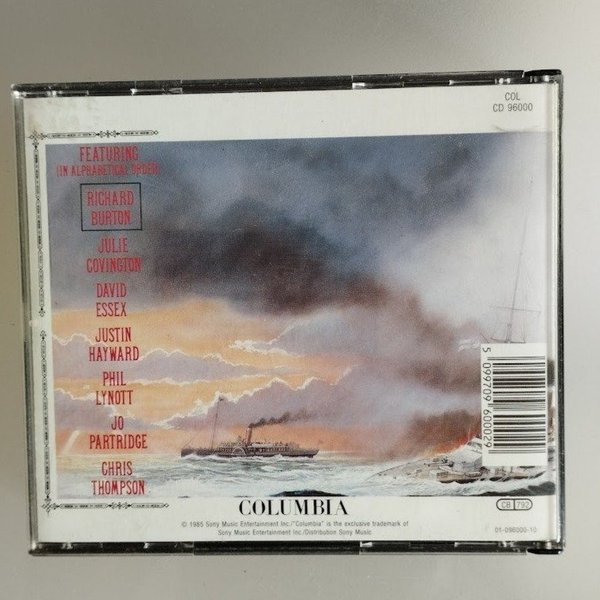 COL
CD 96000
FEATURING
(IN ALPHABETICAL ORDER)
RICHARD
BURTON
JULIE
COVINGTON
DAVID
ESSEX
JUSTIN
HAYWARD
PHIL
LYNOTT
JO
PARTRIDGE
CHRIS
THOMPSON
5 099709 600029
COLUMBIA
CB 792
© 1985 Sony Music Entertainment Inc./"Columbia" is the exclusive trademark of
Sony Music Entertainment Inc./Distribution Sony Music
01-096000-10